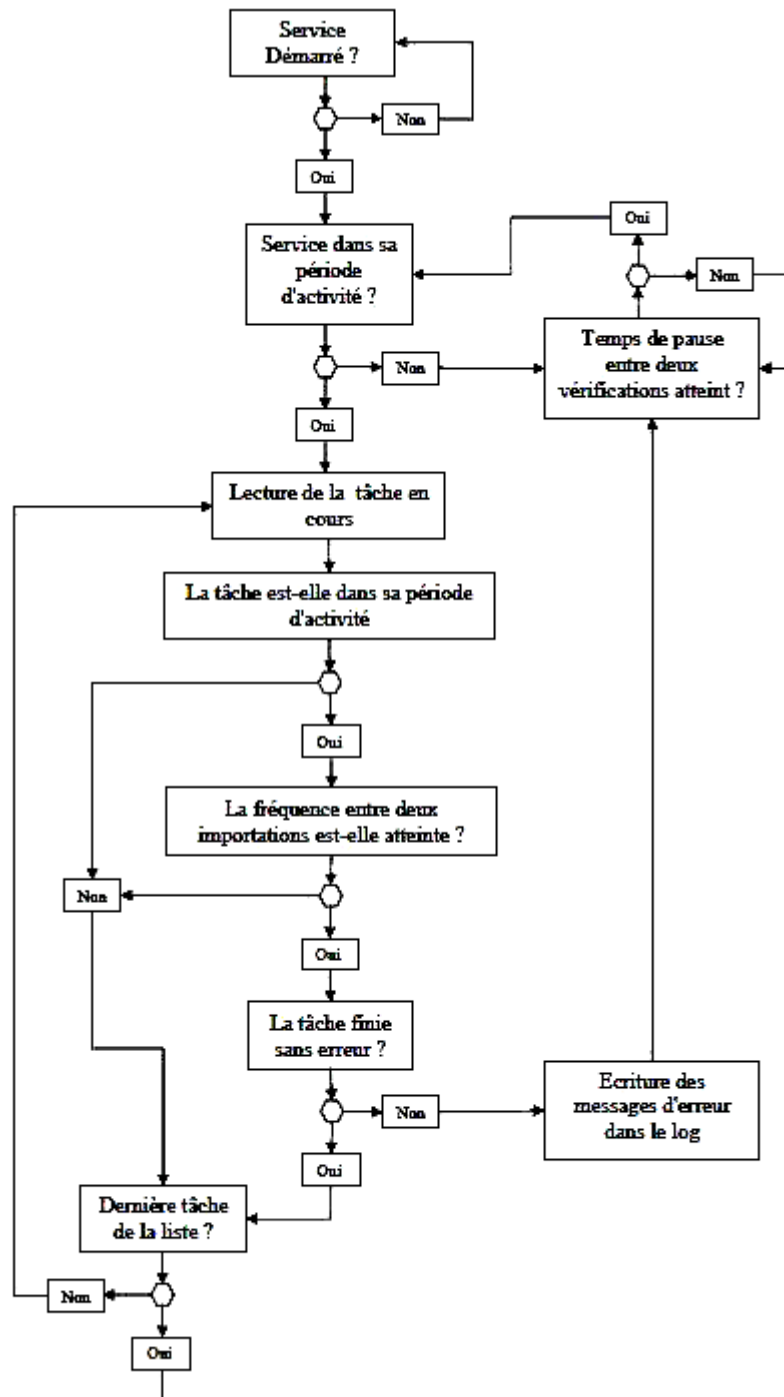 Service
Démarré ?
Non
Oui
Service dans sa
période
d'activité ?
Oui
Non
Temps de pause
entre deux
vérifications atteint ?
Non
Oui
Lecture de la tâche en
cours
La tâche est-elle dans sa période
d'activité
Oui
La fréquence entre deux
importations est-elle atteinte ?
Non
Oui
La tâche finie
sans erreur ?
Non
Ecriture des
messages d'erreur
dans le log
Oui
Dernière tâche
de la liste ?
Non
Oui